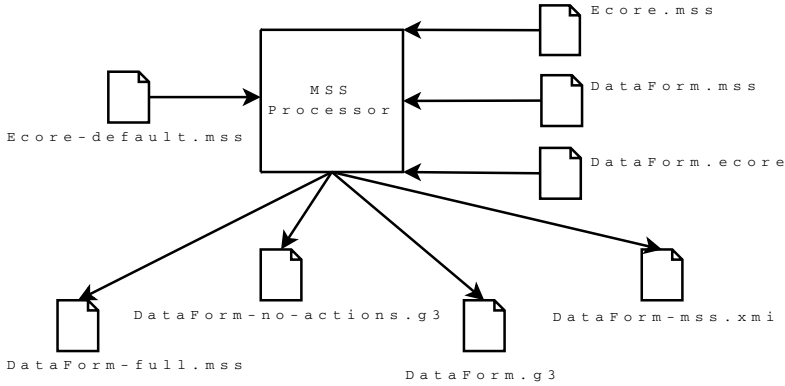 Ecore.mss
MSS
Processor
DataForm.mss
Ecore-default.mss
DataForm.ecore
DataForm-no-actions.g3
DataForm-mss.xmi
DataForm-full.mss
DataForm.g3